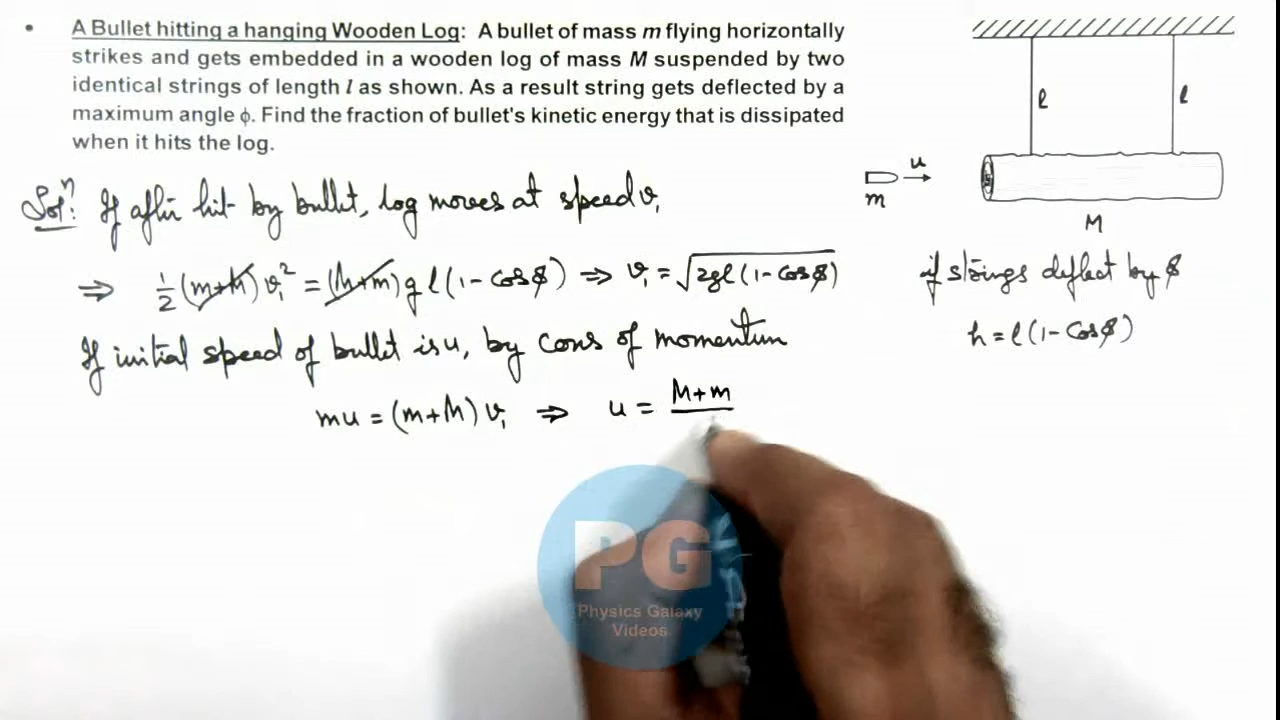 • A Bullet hitting a hanging Wooden Log: A bullet of mass m flying horizontally
strikes and gets embedded in a wooden log of mass M suspended by two
identical strings of length l as shown. As a result string gets deflected by a
maximum angle ϕ. Find the fraction of bullet's kinetic energy that is dissipated
when it hits the log.
ℓ ℓ
u
m
M
Solⁿ: If after hit by bullet, log moves at speed v₁
⇒ ½ (m+M) v₁² = (M+m) g l (1 - Cosϕ) ⇒ v₁ = √2gl (1 - Cosϕ)
if strings deflect by ϕ
h = l (1 - Cosϕ)
If initial speed of bullet is u, by cons of momentum
mu = (m+M) v₁ ⇒ u = M+m
PG
Physics Galaxy
Videos